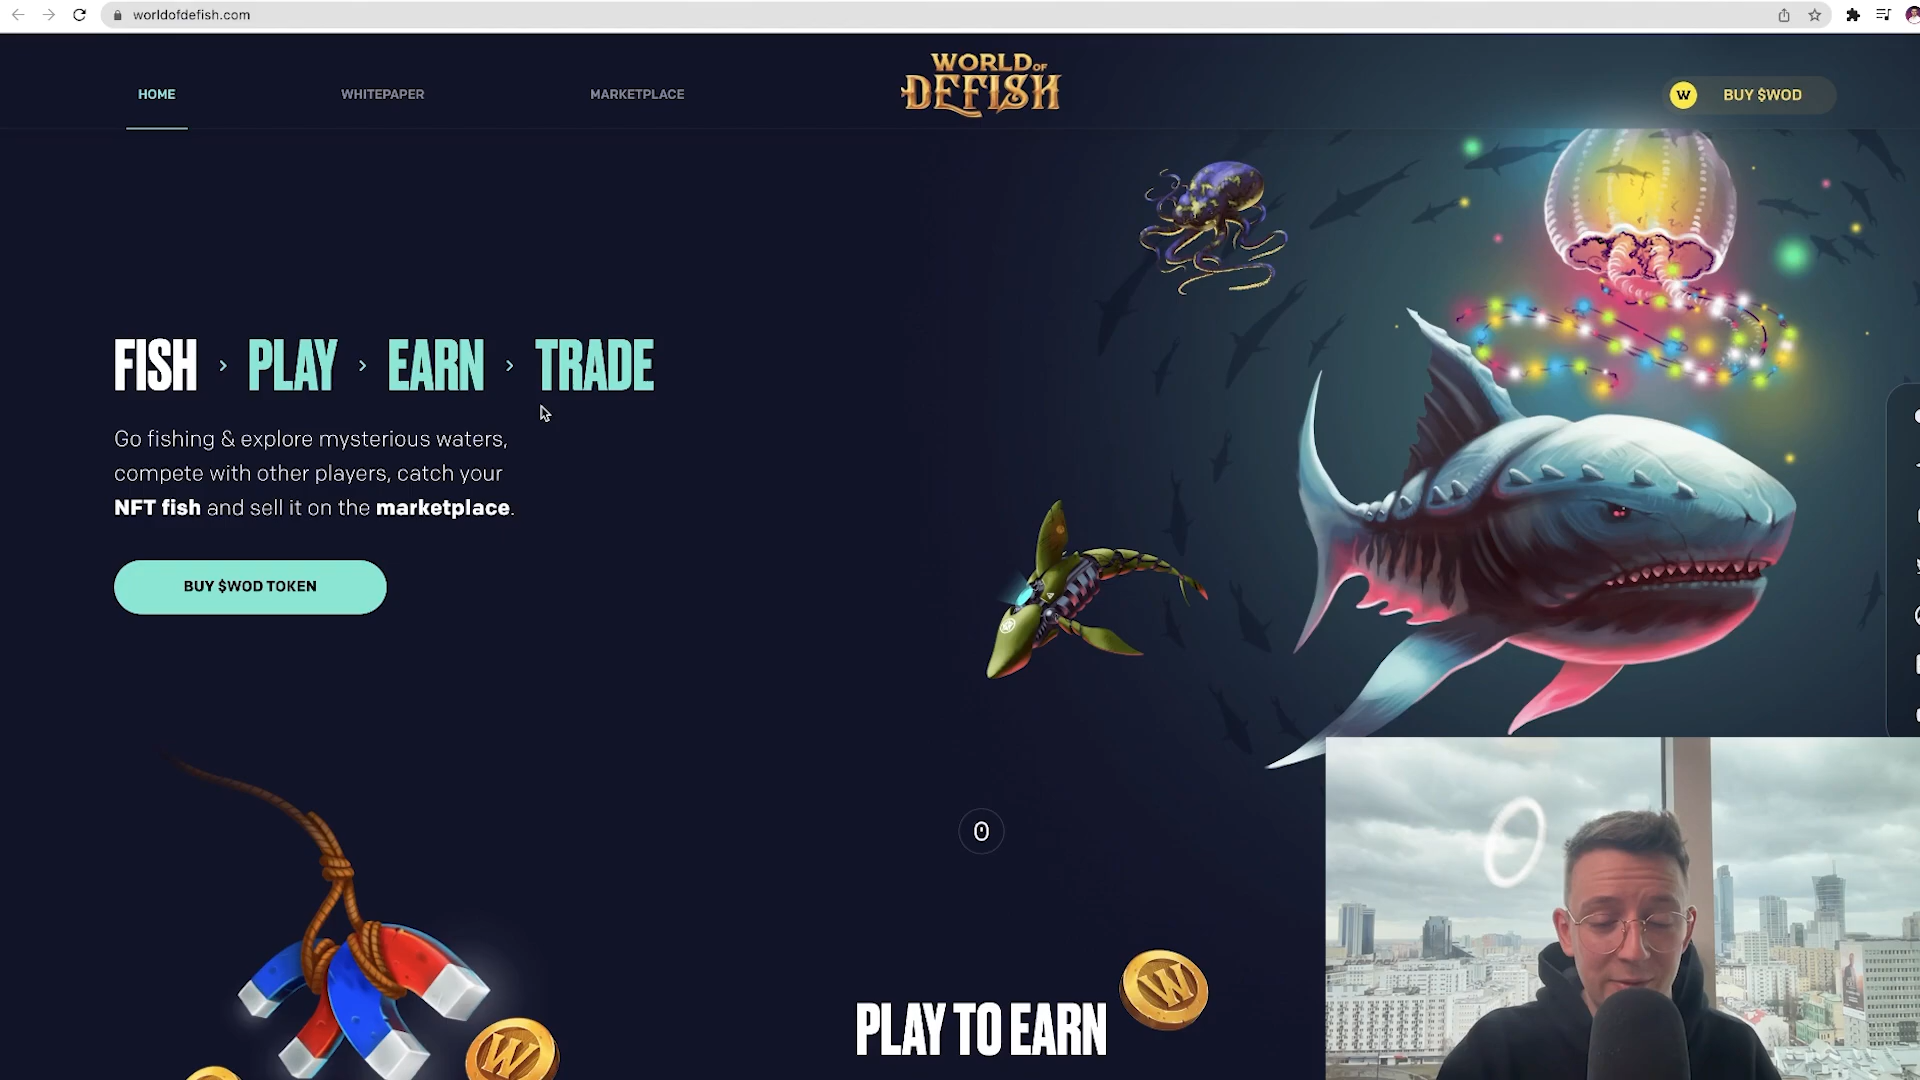 worldofdefish.com
HOME
WHITEPAPER
MARKETPLACE
WORLD OF
DEFISH
W
BUY $WOD
FISH › PLAY › EARN › TRADE
Go fishing & explore mysterious waters,
compete with other players, catch your
NFT fish and sell it on the marketplace.
BUY $WOD TOKEN
W
W
PLAY TO EARN